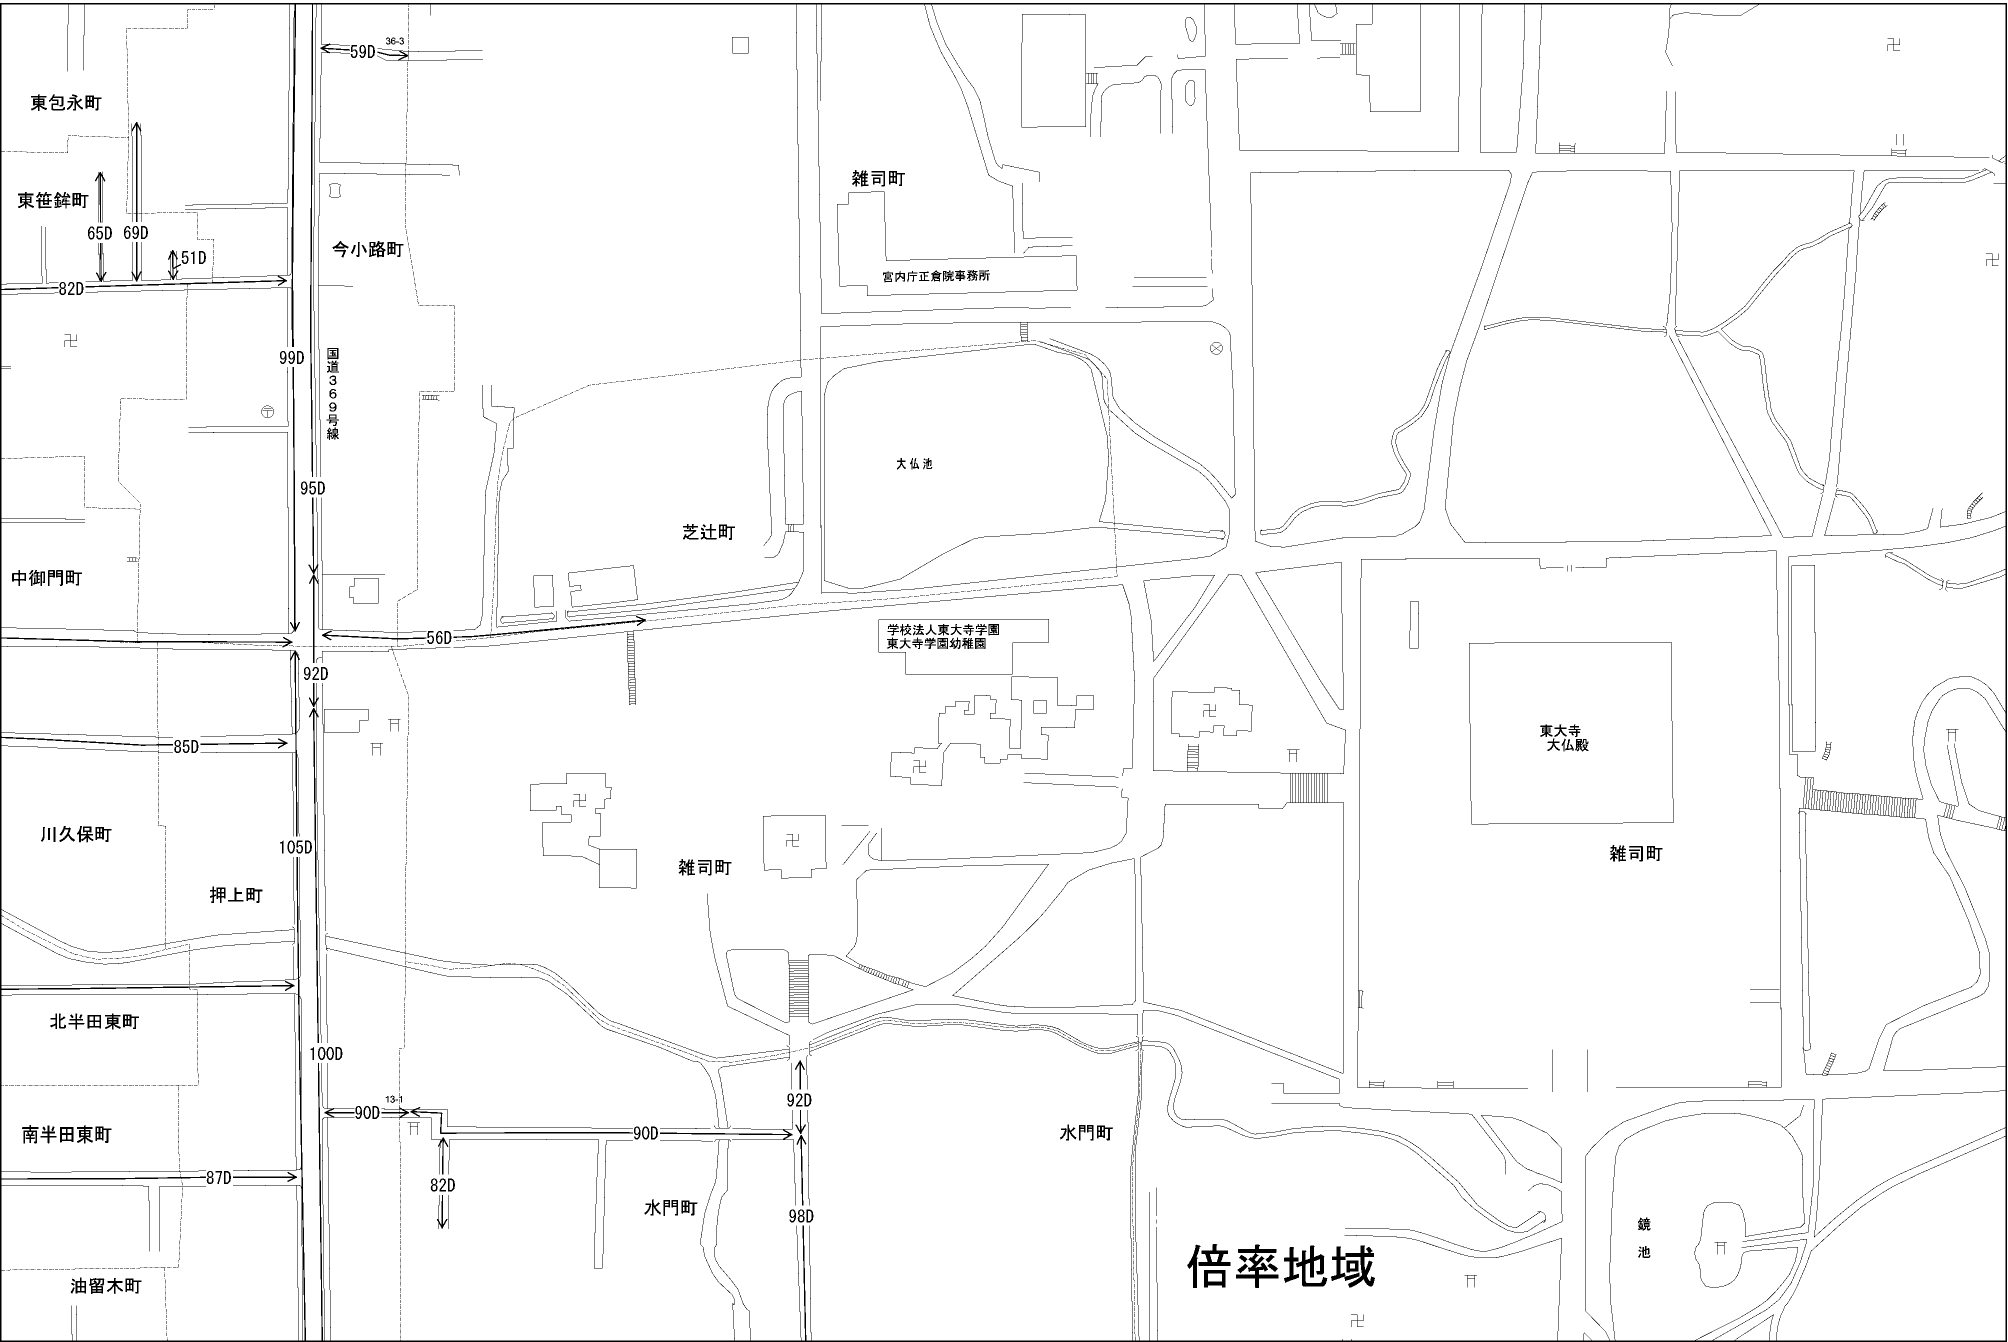 59D
36-3
東包永町
東笹鉾町
65D
69D
51D
82D
今小路町
雑司町
宮内庁正倉院事務所
99D
国道369号線
95D
大仏池
芝辻町
中御門町
56D
学校法人東大寺学園
東大寺学園幼稚園
92D
85D
東大寺
大仏殿
川久保町
105D
押上町
雑司町
雑司町
北半田東町
100D
13-1
90D
92D
90D
南半田東町
水門町
87D
82D
水門町
98D
鏡池
倍率地域
油留木町